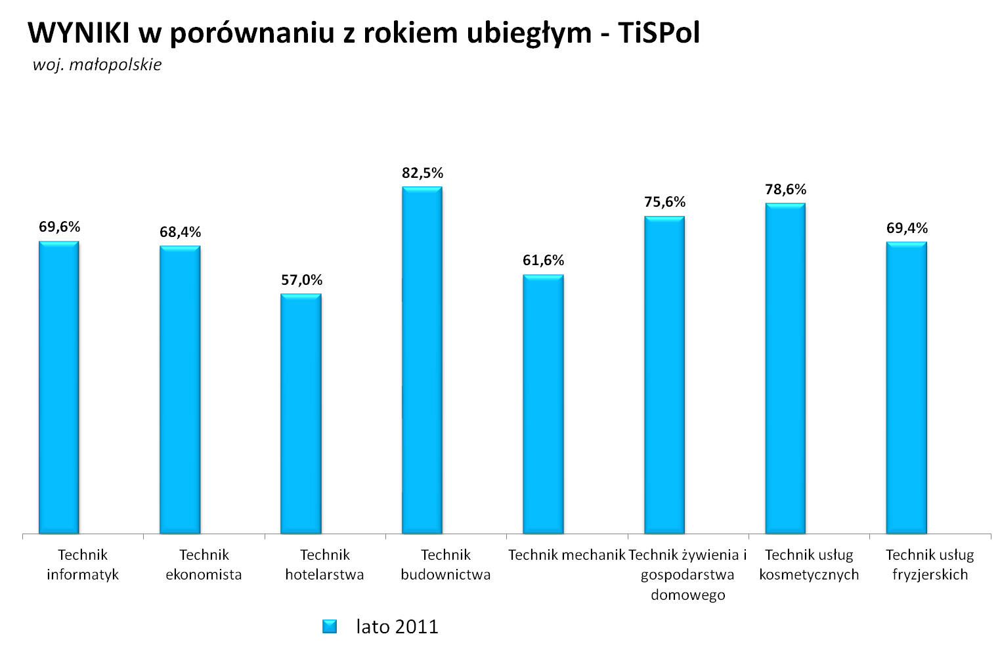 WYNIKI w porównaniu z rokiem ubiegłym - TiSPol
woj. małopolskie
82,5%
78,6%
75,6%
69,6%
69,4%
68,4%
61,6%
57,0%
Technik informatyk
Technik ekonomista
Technik hotelarstwa
Technik budownictwa
Technik mechanik
Technik żywienia i gospodarstwa domowego
Technik usług kosmetycznych
Technik usług fryzjerskich
lato 2011